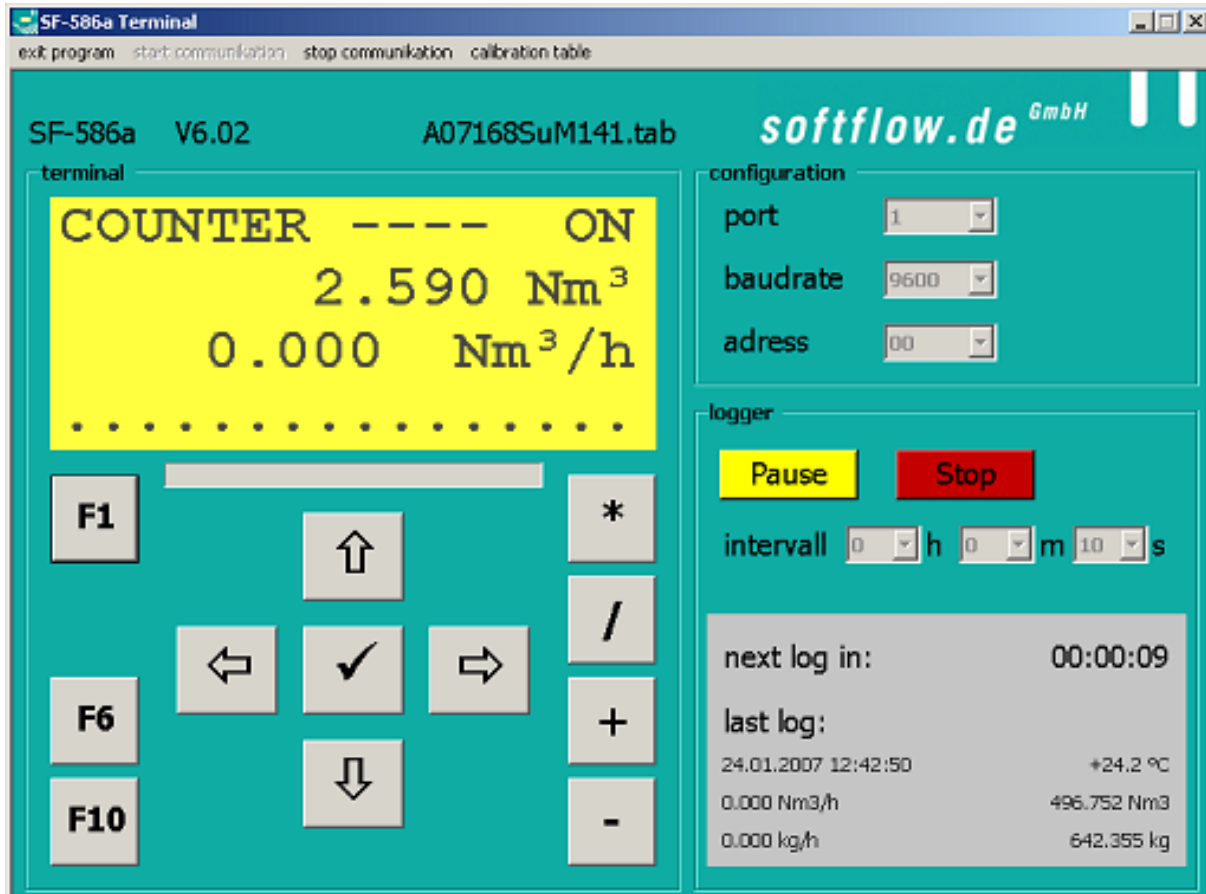 SF-586a Terminal
exit program start communikation stop communikation calibration table
SF-586a V6.02 A07168SuM141.tab
softflow.de GmbH
terminal
COUNTER ---- ON
2.590 Nm³
0.000 Nm³/h
. . . . . . . . . . . . . . . .
F1
F6
F10
*
/
+
-
configuration
port 1
baudrate 9600
adress 00
logger
Pause Stop
intervall 0 h 0 m 10 s
next log in: 00:00:09
last log:
24.01.2007 12:42:50 +24.2 ºC
0.000 Nm3/h 496.752 Nm3
0.000 kg/h 642.355 kg